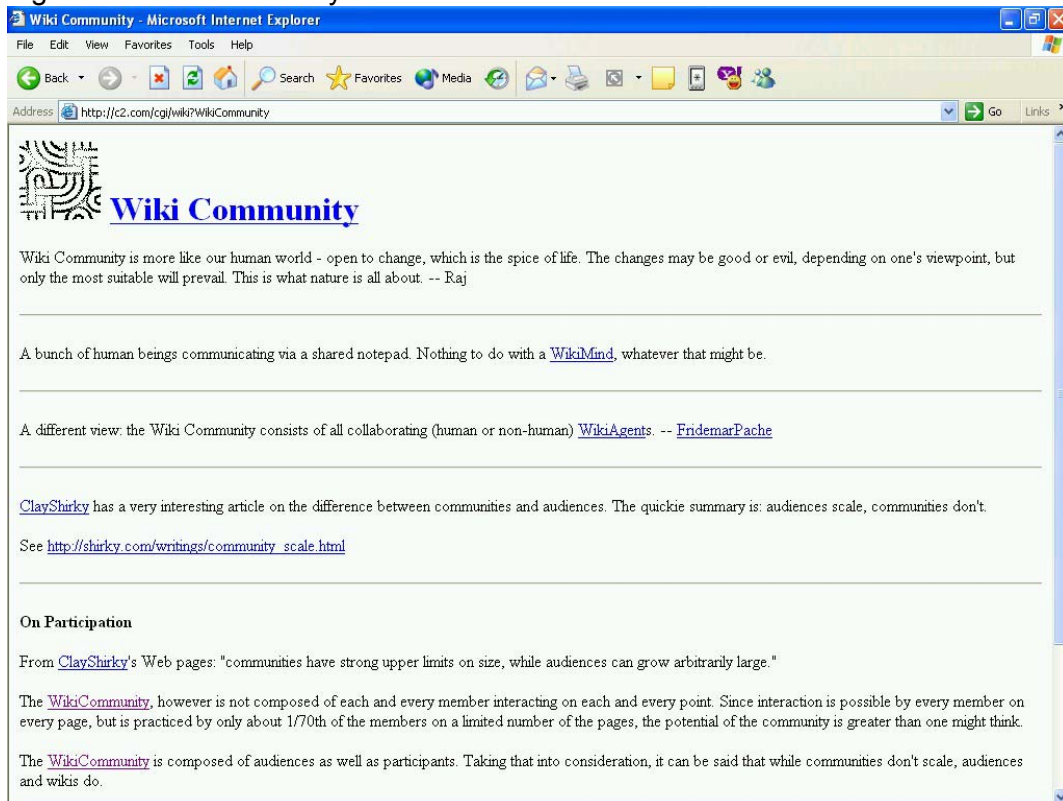 Wiki Community - Microsoft Internet Explorer
File Edit View Favorites Tools Help
Back Search Favorites Media
Address http://c2.com/cgi/wiki?WikiCommunity Go Links
Wiki Community
Wiki Community is more like our human world - open to change, which is the spice of life. The changes may be good or evil, depending on one's viewpoint, but
only the most suitable will prevail. This is what nature is all about. -- Raj
A bunch of human beings communicating via a shared notepad. Nothing to do with a WikiMind, whatever that might be.
A different view: the Wiki Community consists of all collaborating (human or non-human) WikiAgents. -- FridemarPache
ClayShirky has a very interesting article on the difference between communities and audiences. The quickie summary is: audiences scale, communities don't.
See http://shirky.com/writings/community_scale.html
On Participation
From ClayShirky's Web pages: "communities have strong upper limits on size, while audiences can grow arbitrarily large."
The WikiCommunity, however is not composed of each and every member interacting on each and every point. Since interaction is possible by every member on
every page, but is practiced by only about 1/70th of the members on a limited number of the pages, the potential of the community is greater than one might think.
The WikiCommunity is composed of audiences as well as participants. Taking that into consideration, it can be said that while communities don't scale, audiences
and wikis do.